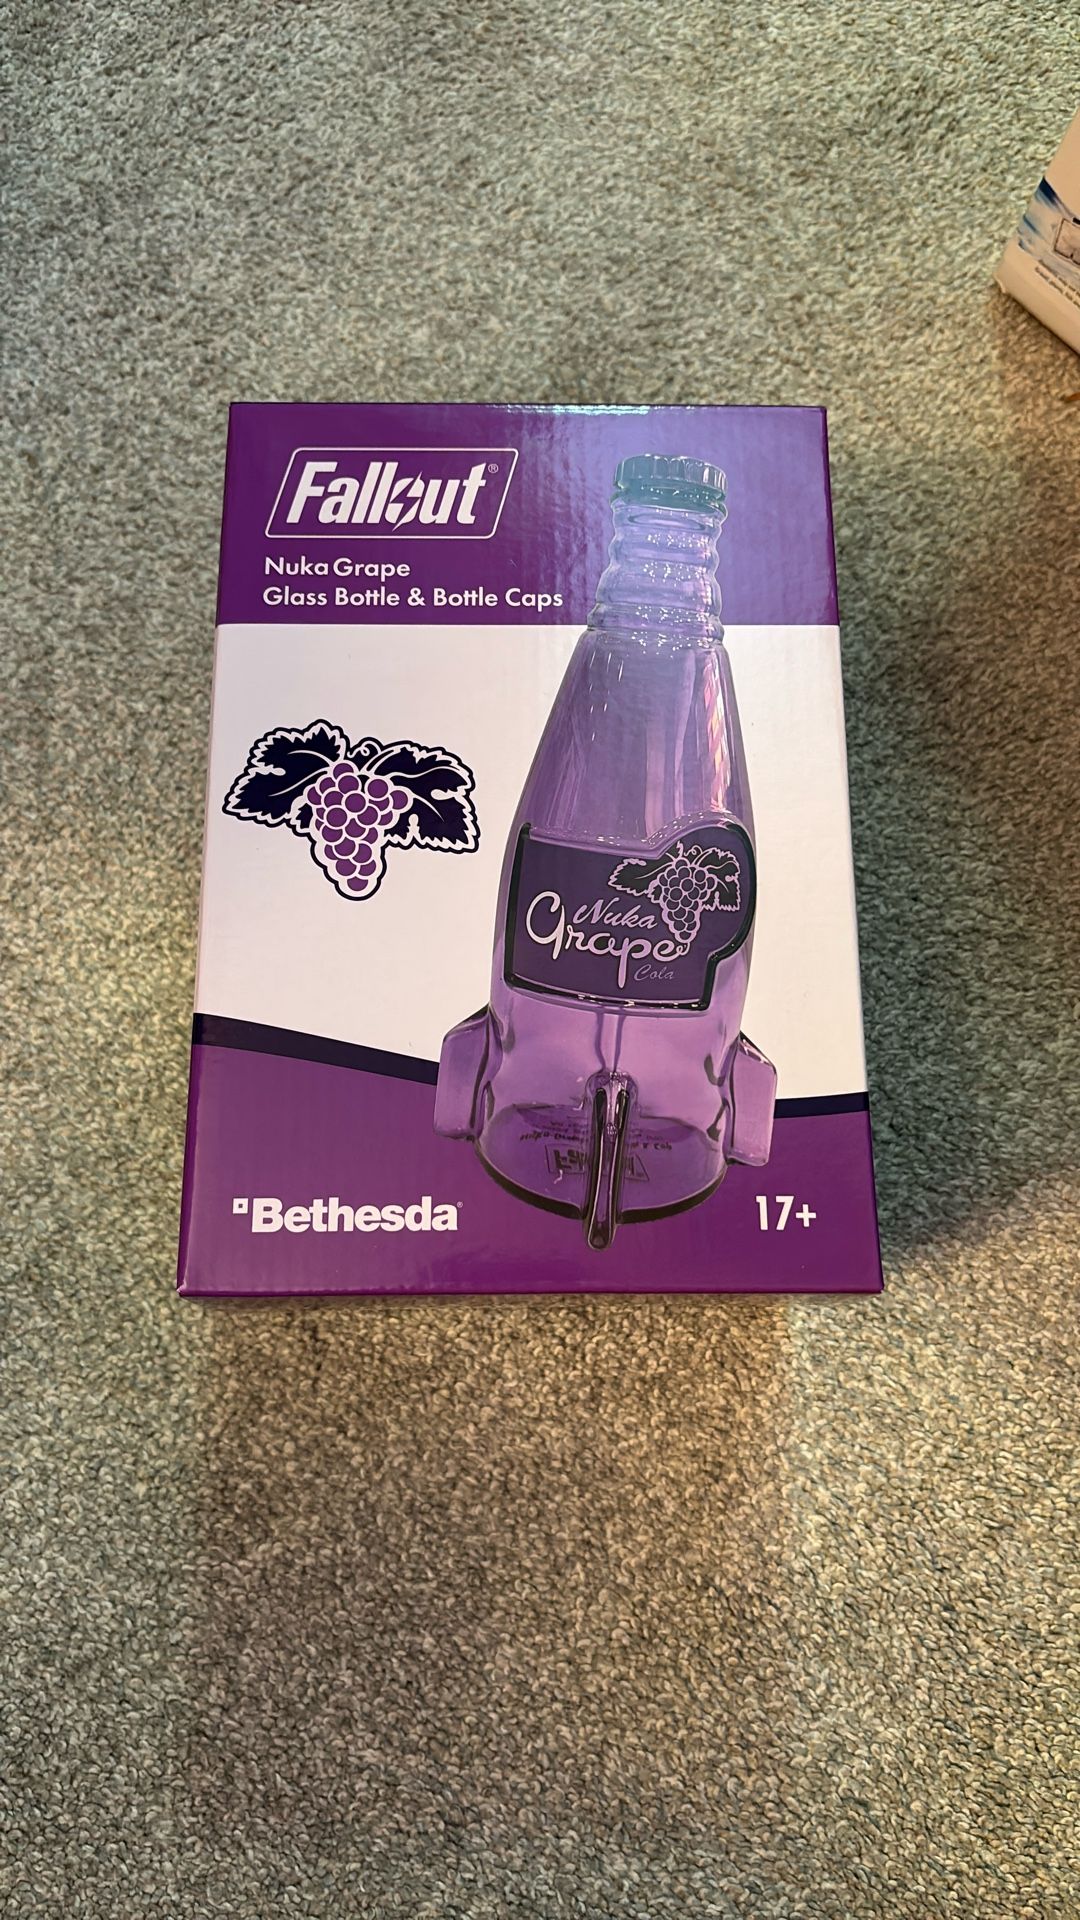 Fallout®
Nuka Grape
Glass Bottle & Bottle Caps
Nuka
Grape
Cola
Bethesda®
17+